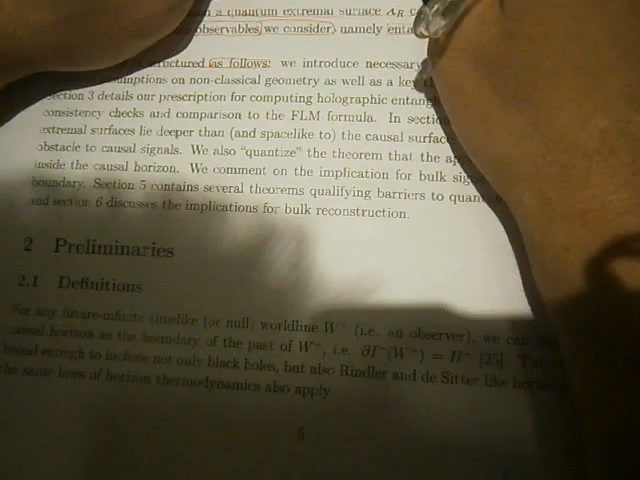 a quantum extremal surface
observables we consider, namely
structured as follows: we introduce necessary
assumptions on non-classical geometry as well as a key
section 3 details our prescription for computing holographic
consistency checks and comparison to the FLM formula. In
extremal surfaces lie deeper than (and spacelike to) the causal
obstacle to causal signals. We also "quantize" the theorem that the
inside the causal horizon. We comment on the implication for bulk
boundary. Section 5 contains several theorems qualifying barriers to
and section 6 discusses the implications for bulk reconstruction.
2 Preliminaries
2.1 Definitions
For any future-infinite timelike (or null) worldline W⁺ (i.e. an observer), we can
causal horizon as the boundary of the past of W⁺, i.e. ∂I⁻(W⁺) = H⁺ [25].
broad enough to include not only black holes, but also Rindler and de Sitter like
the same laws of horizon thermodynamics also apply.
5